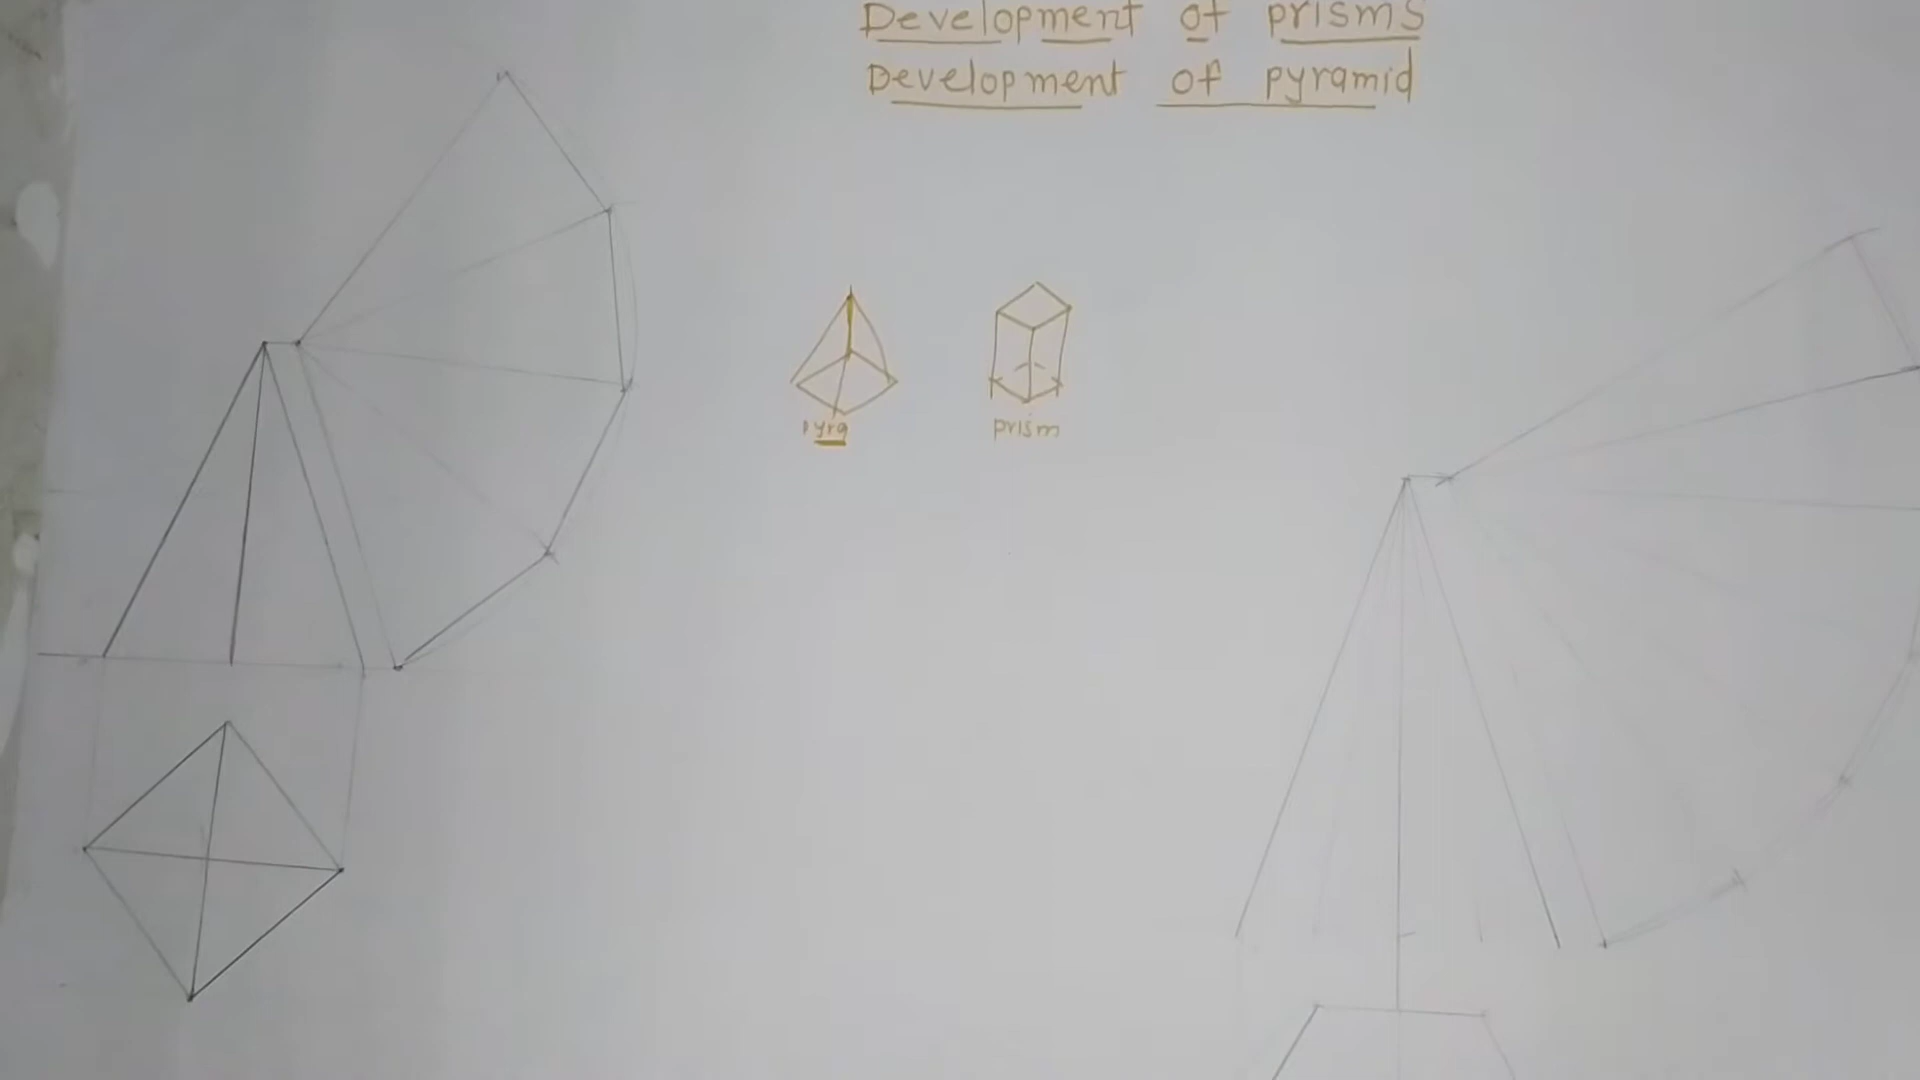 Development of prisms
Development of pyramid
pyra
prism